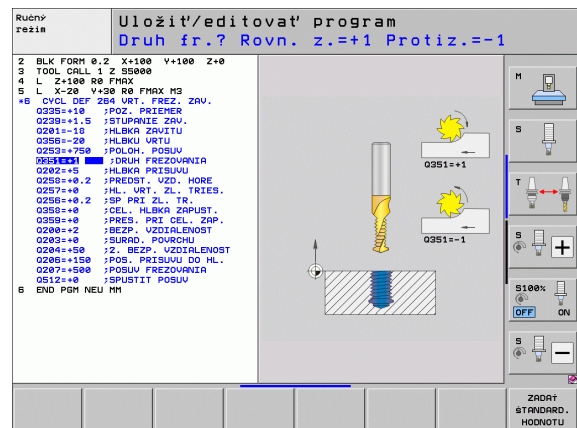 Ručný
režim
Uložiť/editovať program
Druh fr.? Rovn. z.=+1 Protiz.=-1
2 BLK FORM 0.2 X+100 Y+100 Z+0
3 TOOL CALL 1 Z S5000
4 L Z+100 R0 FMAX
5 L X-20 Y+30 R0 FMAX M3
*6 CYCL DEF 264 VRT. FREZ. ZAV.
Q335=+10 ;POZ. PRIEMER
Q239=+1.5 ;STUPANIE ZAV.
Q201=-18 ;HLBKA ZAVITU
Q356=-20 ;HLBKU VRTU
Q253=+750 ;POLOH. POSUV
Q351=+1 ;DRUH FREZOVANIA
Q202=+5 ;HLBKA PRISUVU
Q258=+0.2 ;PREDST. VZD. HORE
Q257=+0 ;HL. VRT. ZL. TRIES.
Q256=+0.2 ;SP PRI ZL. TR.
Q358=+0 ;CEL. HLBKA ZAPUST.
Q359=+0 ;PRES. PRI CEL. ZAP.
Q200=+2 ;BEZP. VZDIALENOST
Q203=+0 ;SURAD. POVRCHU
Q204=+50 ;2. BEZP. VZDIALENOST
Q206=+150 ;POS. PRISUVU DO HL.
Q207=+500 ;POSUV FREZOVANIA
Q512=+0 ;SPUSTIT POSUV
6 END PGM NEU MM
Q351=+1
Q351=-1
M
S
T
S
+
S100%
OFF ON
S
−
ZADAŤ
ŠTANDARD.
HODNOTU